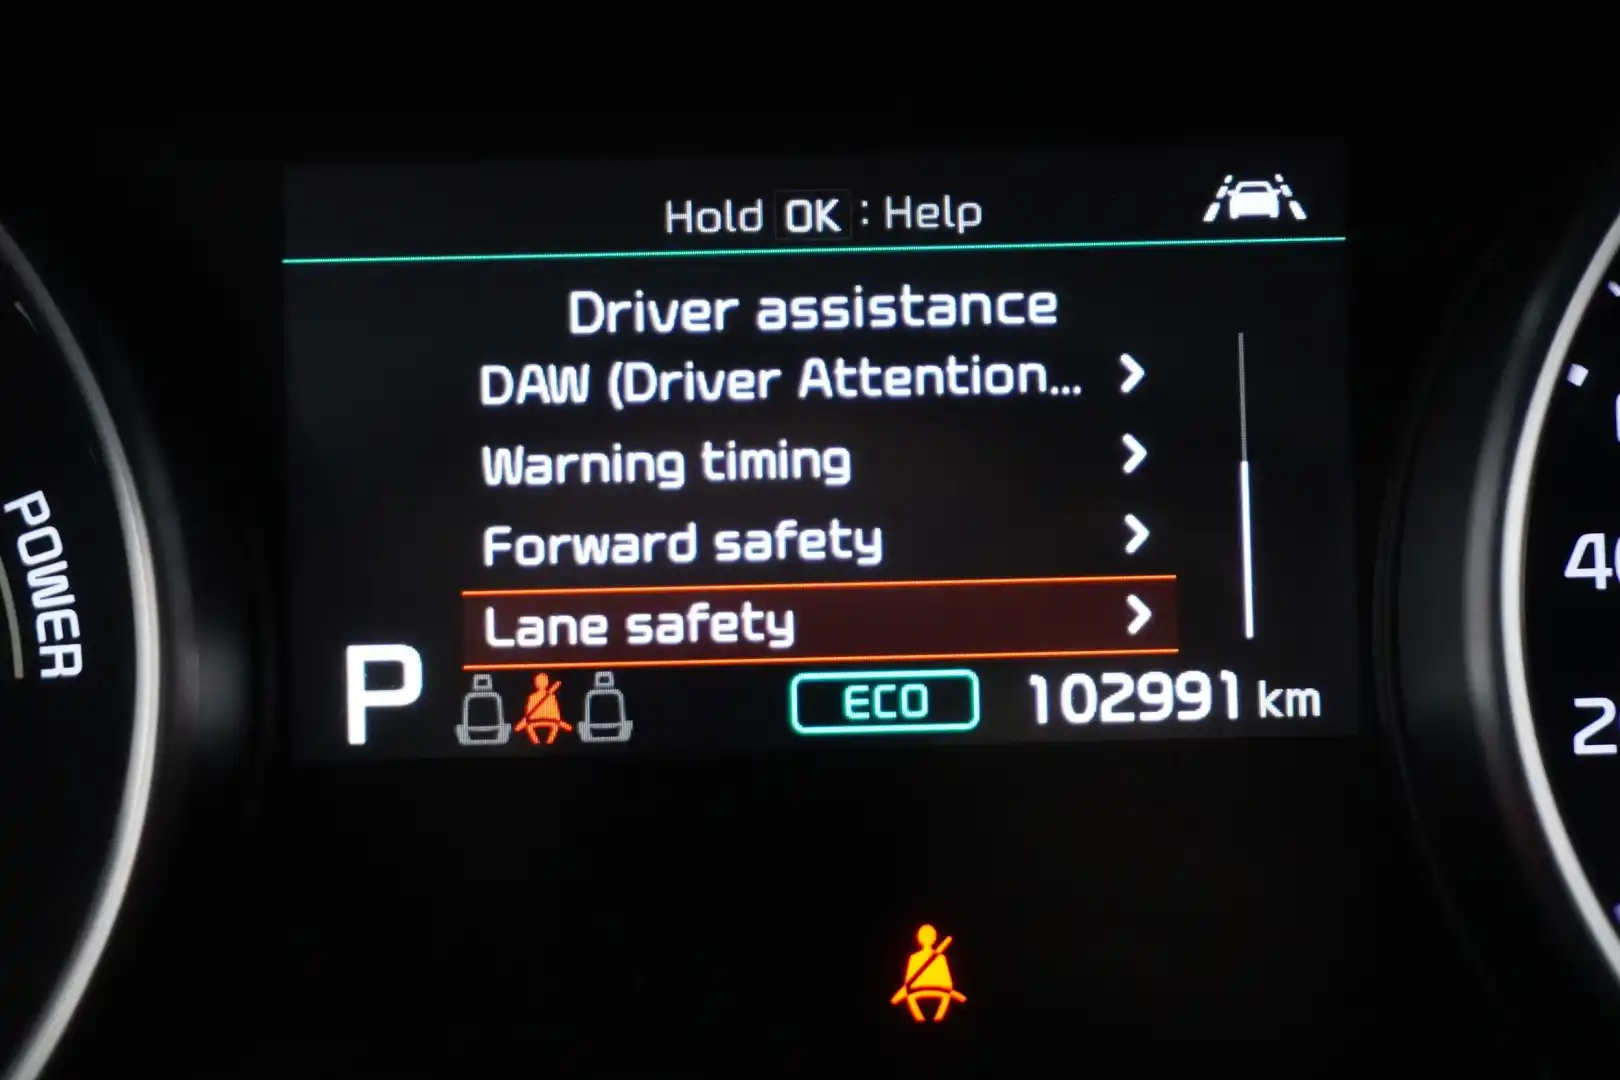 Hold OK : Help
Driver assistance
DAW (Driver Attention...
Warning timing
Forward safety
Lane safety
P
ECO
102991 km
POWER